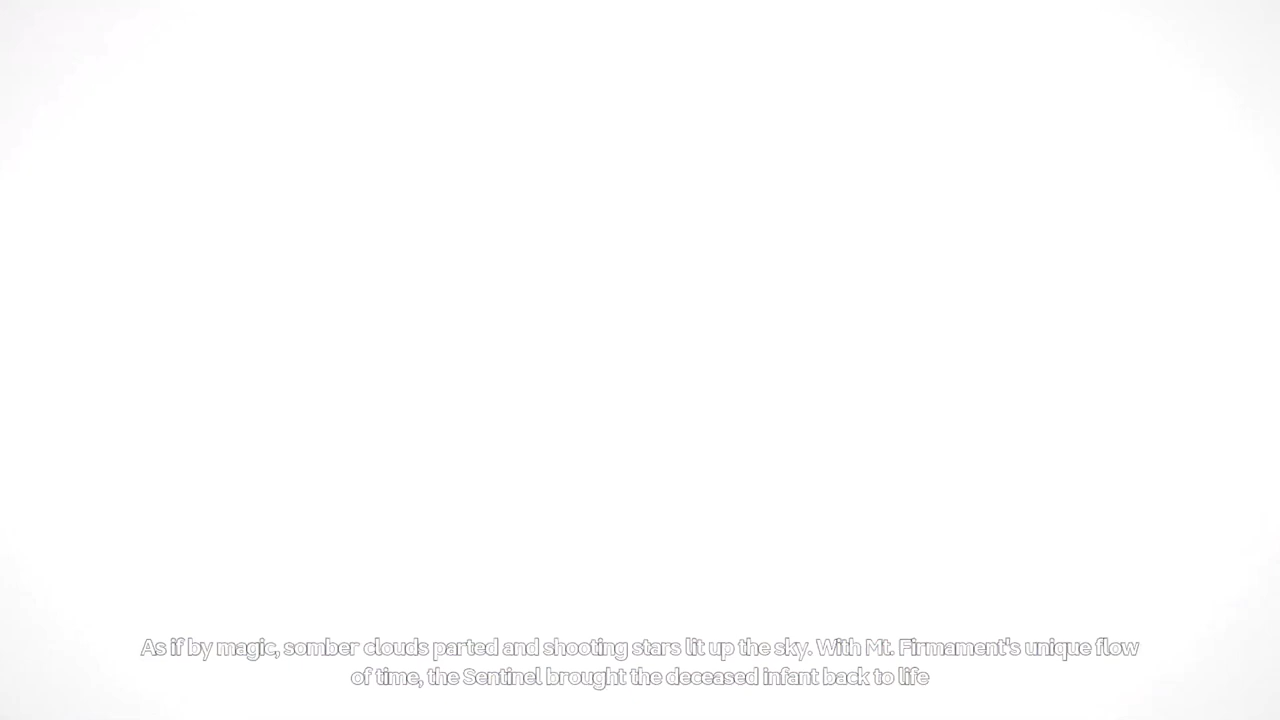 As if by magic, somber clouds parted and shooting stars lit up the sky. With Mt. Firmament's unique flow
of time, the Sentinel brought the deceased infant back to life